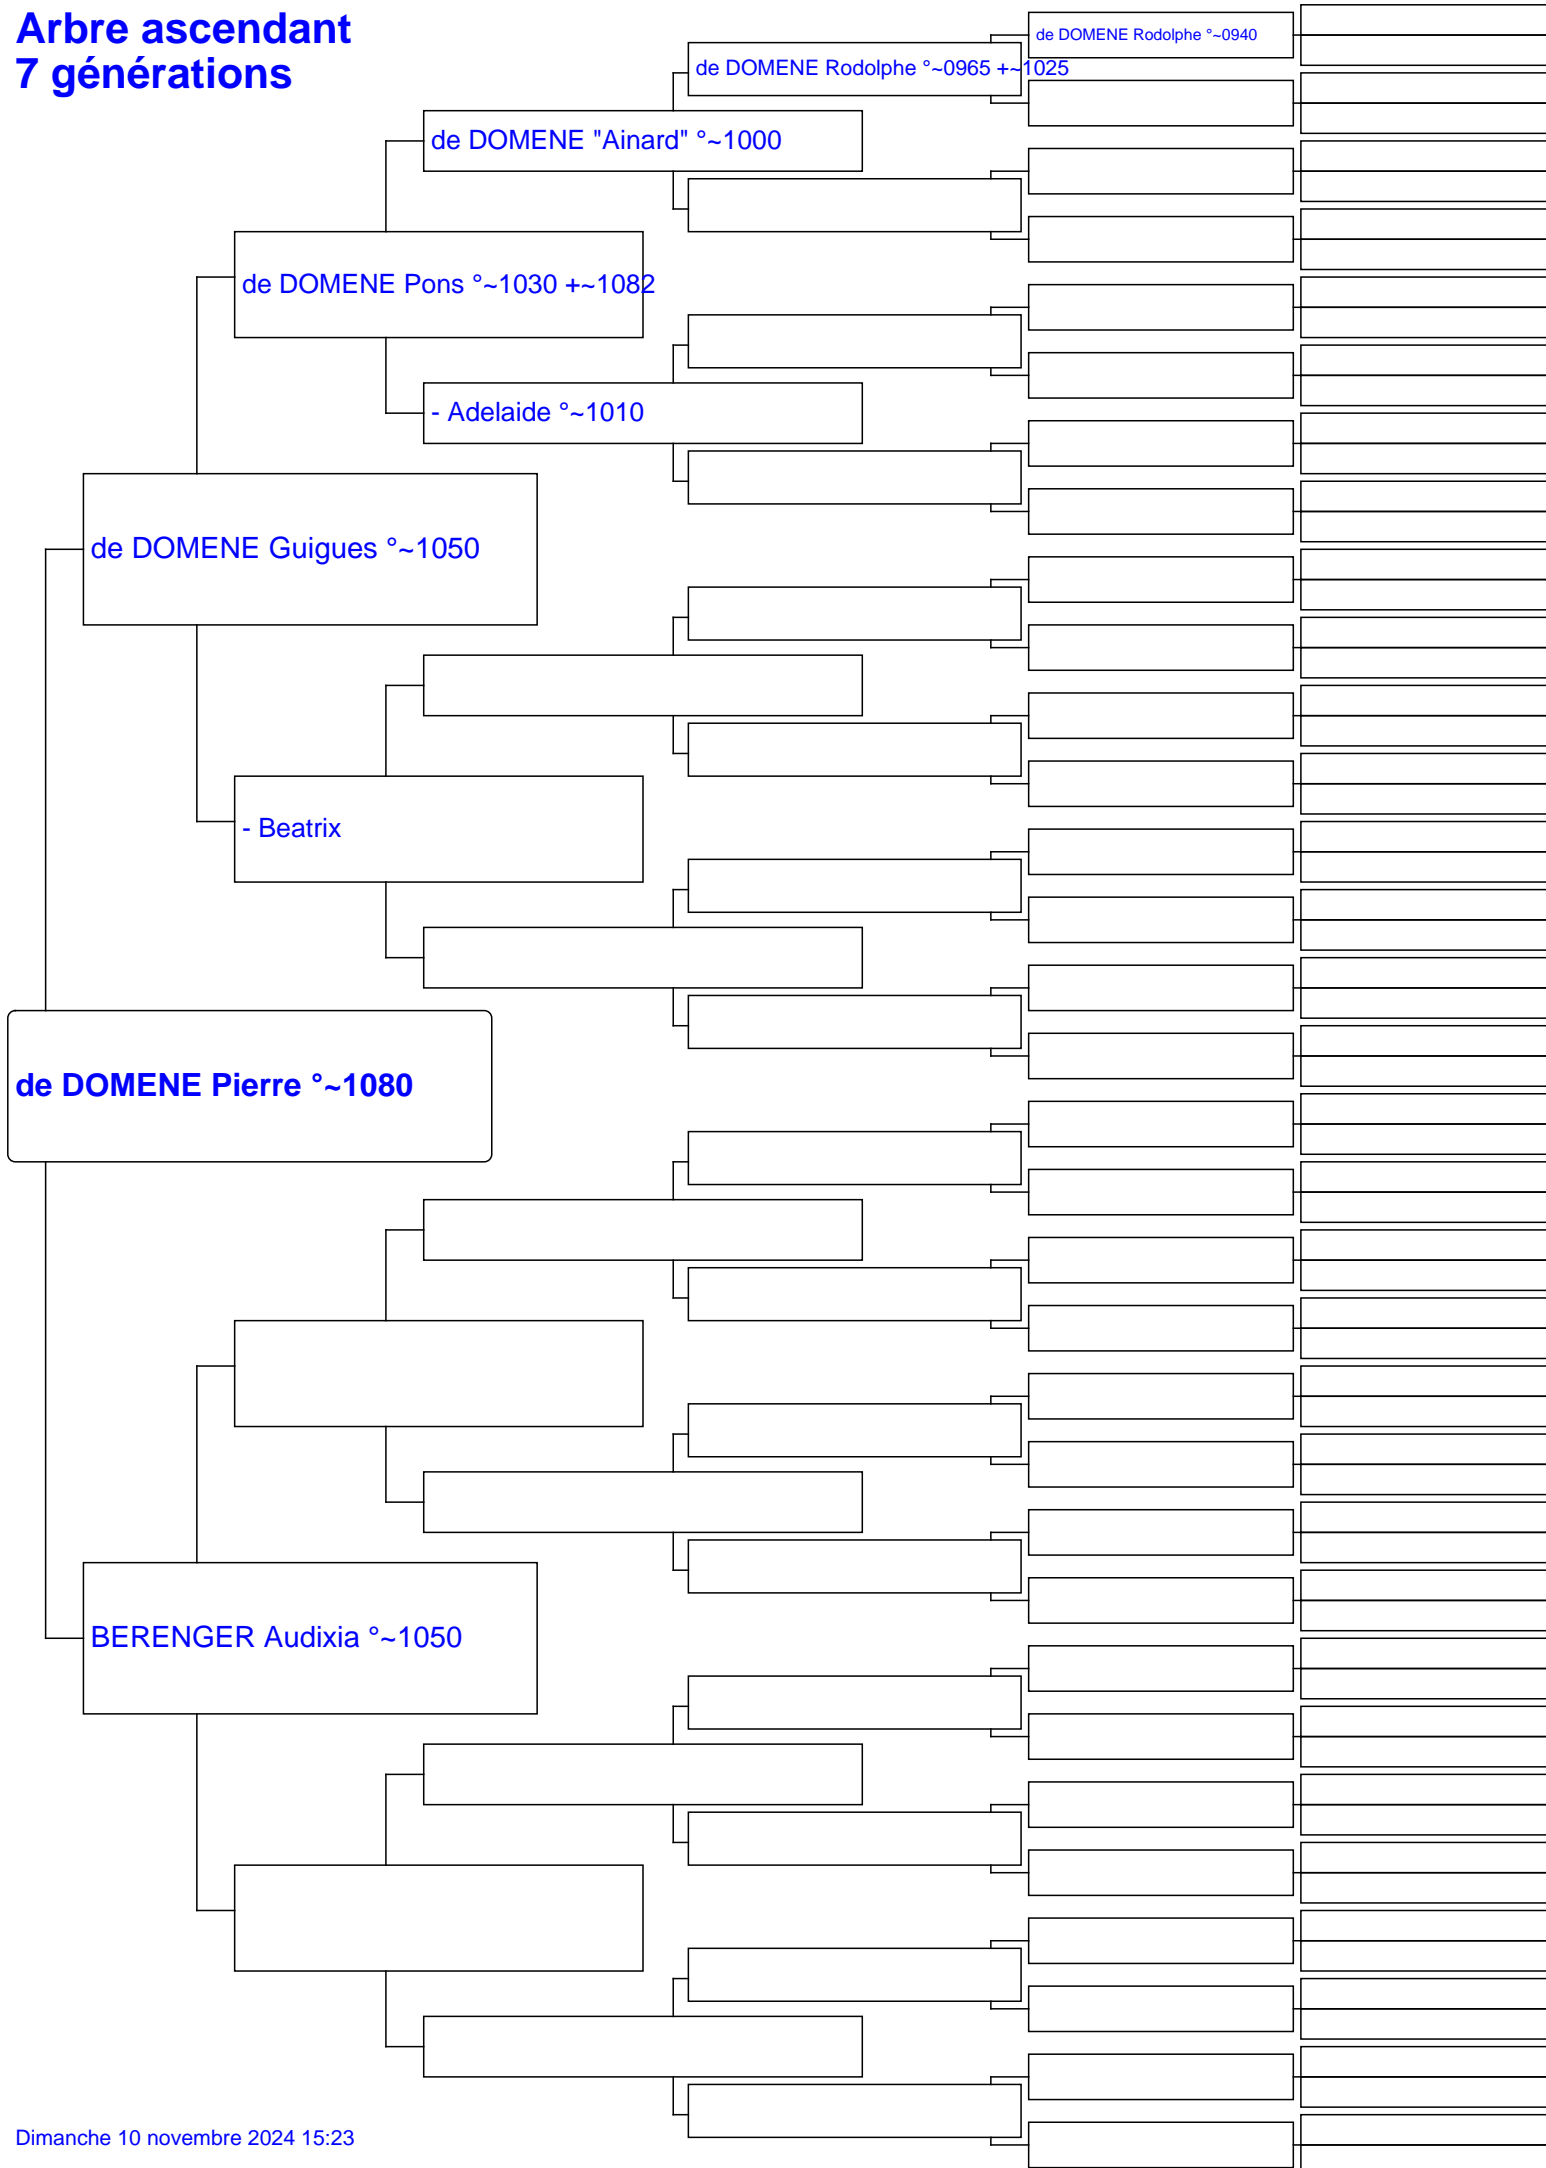 Arbre ascendant
7 générations
de DOMENE Rodolphe °~0940
de DOMENE Rodolphe °~0965 +~1025
de DOMENE "Ainard" °~1000
de DOMENE Pons °~1030 +~1082
- Adelaide °~1010
de DOMENE Guigues °~1050
- Beatrix
de DOMENE Pierre °~1080
BERENGER Audixia °~1050
Dimanche 10 novembre 2024 15:23